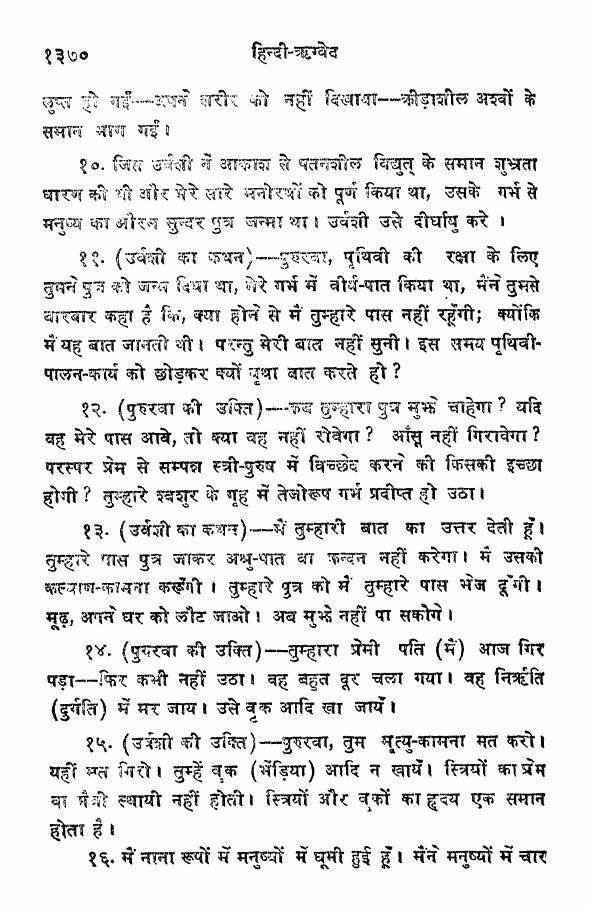 १३७० हिन्दी-ऋग्वेद
लुप्त हो गईं--अपने शरीर को नहीं दिखाया--क्रीड़ाशील अश्वों के
समान भाग गईं।
१०. जिस उर्वशी ने आकाश से पतनशील विद्युत् के समान शुभ्रता
धारण की थी और मेरे सारे मनोरथों को पूर्ण किया था, उसके गर्भ से
मनुष्य का औरस सुन्दर पुत्र जन्मा था। उर्वशी उसे दीर्घायु करे ।
११. (उर्वशी का कथन)--पुरुरवा, पृथिवी की रक्षा के लिए
तुमने पुत्र को जन्म दिया था, मेरे गर्भ में वीर्य-पात किया था, मैंने तुमसे
बारबार कहा है कि, क्या होने से मैं तुम्हारे पास नहीं रहूँगी; क्योंकि
मैं यह बात जानती थी। परन्तु मेरी बात नहीं सुनी। इस समय पृथिवी-
पालन-कार्य को छोड़कर क्यों वृथा बात करते हो?
१२. (पुरुरवा की उक्ति)--कब तुम्हारा पुत्र मुझे चाहेगा? यदि
वह मेरे पास आवे, तो क्या वह नहीं रोवेगा? आँसू नहीं गिरावेगा?
परस्पर प्रेम से सम्पन्न स्त्री-पुरुष में विच्छेद करने की किसकी इच्छा
होगी? तुम्हारे श्वशुर के गृह में तेजोरूप गर्भ प्रदीप्त हो उठा।
१३. (उर्वशी का कथन)--मैं तुम्हारी बात का उत्तर देती हूँ।
तुम्हारे पास पुत्र जाकर अश्रु-पात वा क्रन्दन नहीं करेगा। मैं उसकी
कल्याण-कामना करूँगी । तुम्हारे पुत्र को मैं तुम्हारे पास भेज दूँगी।
मूढ़, अपने घर को लौट जाओ। अब मुझे नहीं पा सकोगे।
१४. (पुरुरवा की उक्ति)--तुम्हारा प्रेमी पति (मैं) आज गिर
पड़ा--फिर कभी नहीं उठा। वह बहुत दूर चला गया। वह निर्ऋति
(दुर्गति) में मर जाय। उसे वृक आदि खा जायँ।
१५. (उर्वशी की उक्ति)--पुरुरवा, तुम मृत्यु-कामना मत करो।
यहीं मत गिरो। तुम्हें वृक (भेंड़िया) आदि न खायँ। स्त्रियों का प्रेम
वा मैत्री स्थायी नहीं होती। स्त्रियों और वृकों का हृदय एक समान
होता है।
१६. मैं नाना रूपों में मनुष्यों में घूमी हुई हूँ। मैंने मनुष्यों में चार